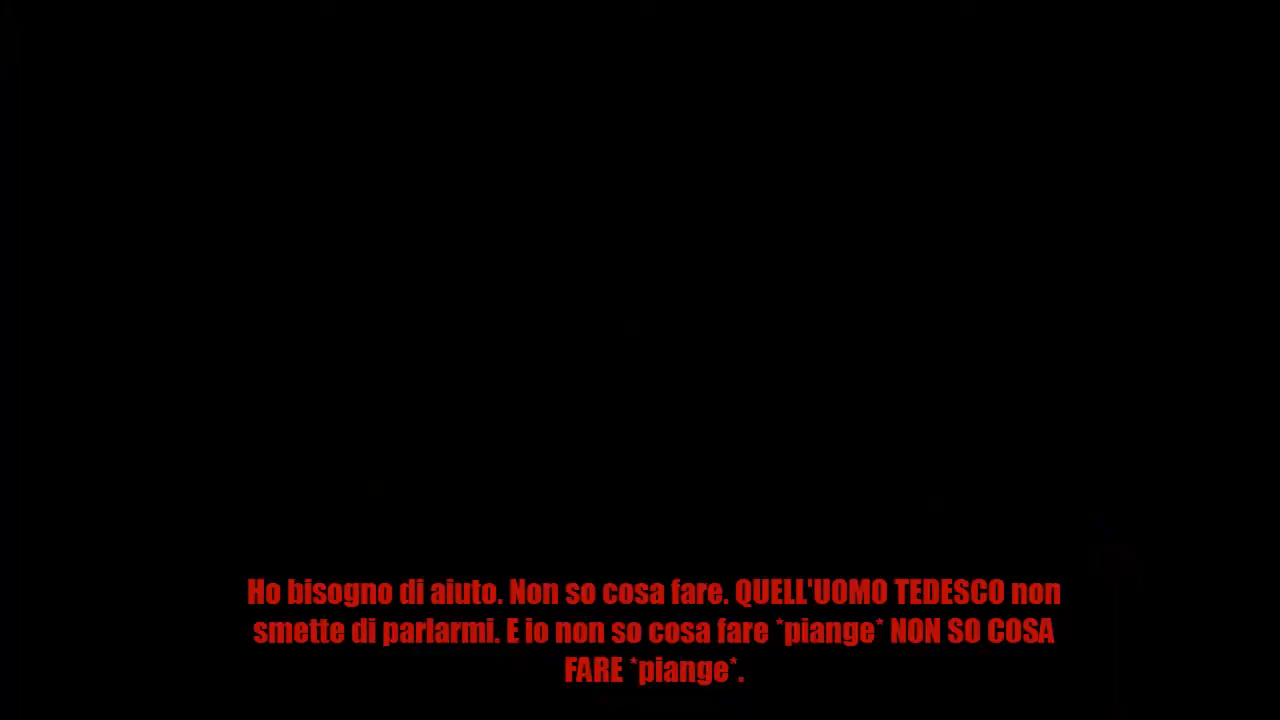 Ho bisogno di aiuto. Non so cosa fare. QUELL'UOMO TEDESCO non
smette di parlarmi. E io non so cosa fare *piange* NON SO COSA
FARE *piange*.